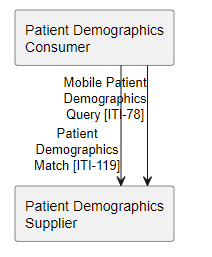 Patient Demographics
Consumer
Mobile Patient
Demographics
Query [ITI-78]
Patient
Demographics
Match [ITI-119]
Patient Demographics
Supplier